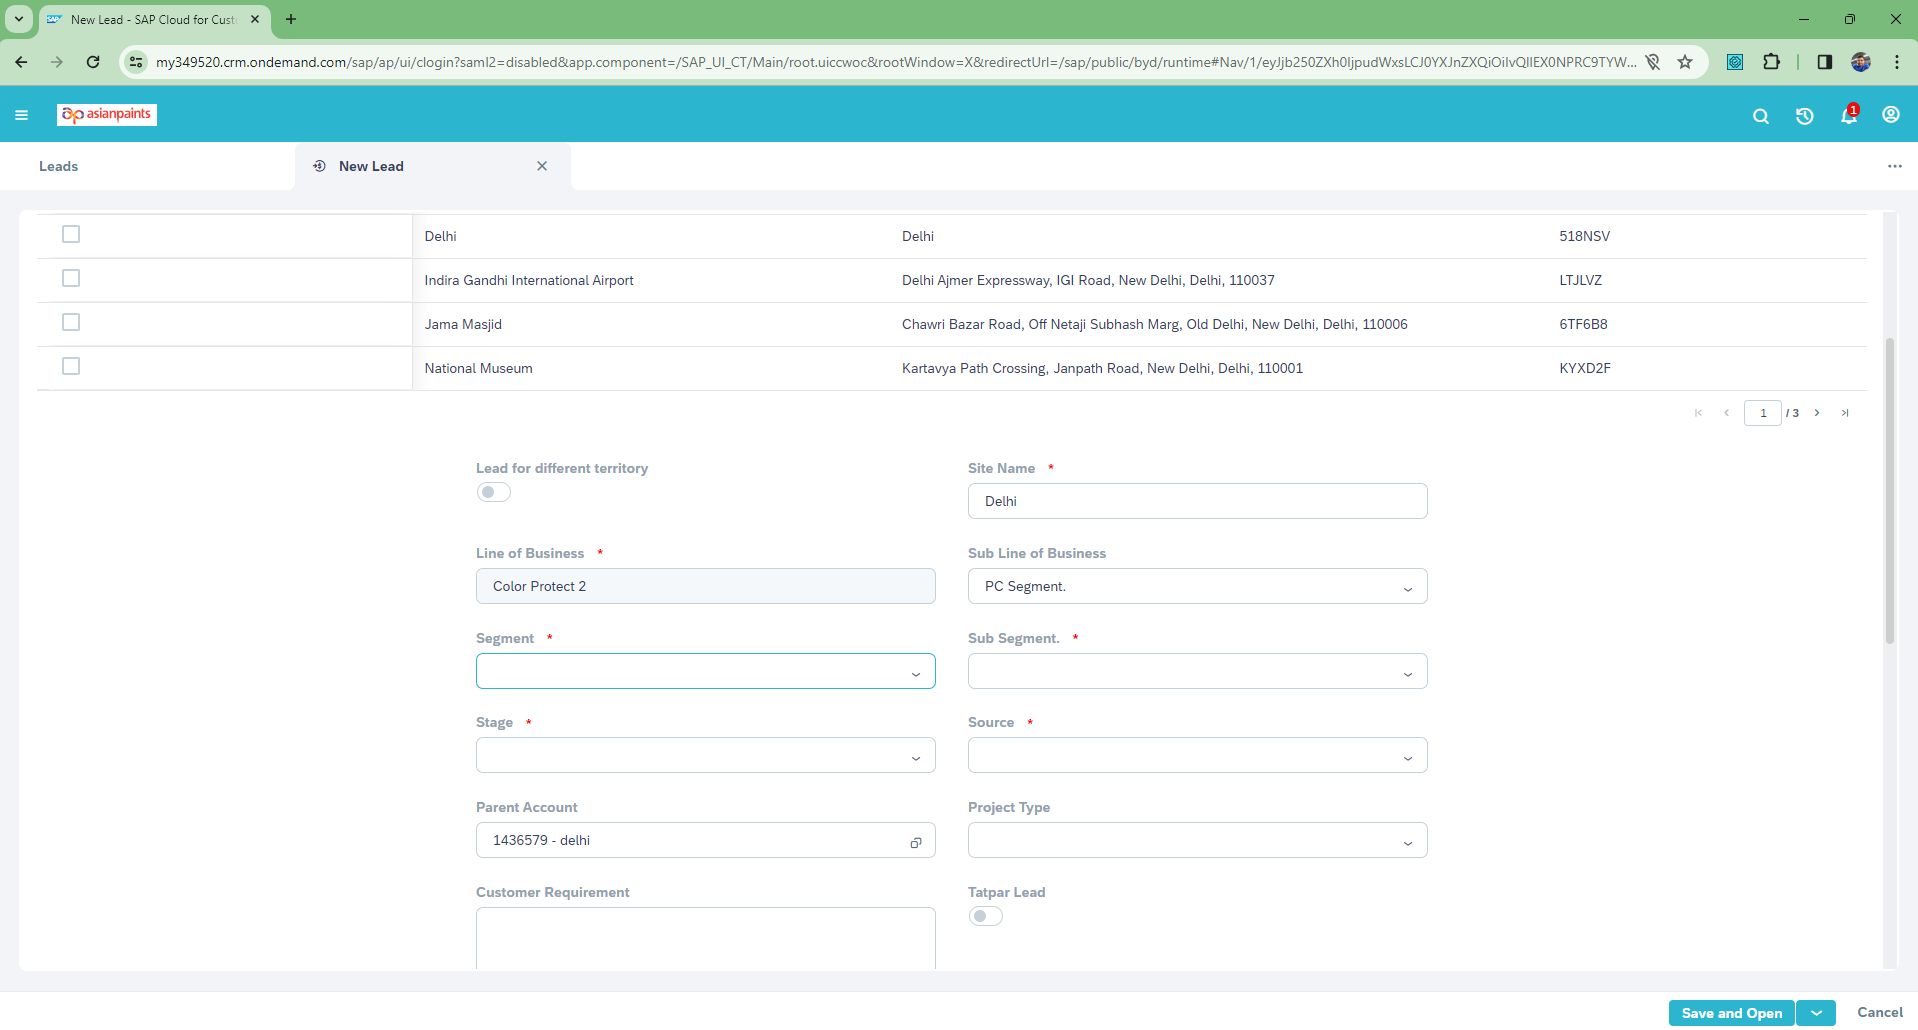 New Lead - SAP Cloud for Cust
my349520.crm.ondemand.com/sap/ap/ui/clogin?saml2=disabled&app.component=/SAP_UI_CT/Main/root.uiccwoc&rootWindow=X&redirectUrl=/sap/public/byd/runtime#Nav/1/eyJjb250ZXh0IjpudWxsLCJ0YXJnZXQiOiIvQllEX0NPRC9TYW...
asianpaints
1
Leads
New Lead
Delhi Delhi 518NSV
Indira Gandhi International Airport Delhi Ajmer Expressway, IGI Road, New Delhi, Delhi, 110037 LTJLVZ
Jama Masjid Chawri Bazar Road, Off Netaji Subhash Marg, Old Delhi, New Delhi, Delhi, 110006 6TF6B8
National Museum Kartavya Path Crossing, Janpath Road, New Delhi, Delhi, 110001 KYXD2F
1 / 3
Lead for different territory
Site Name *
Delhi
Line of Business *
Color Protect 2
Sub Line of Business
PC Segment.
Segment *
Sub Segment. *
Stage *
Source *
Parent Account
1436579 - delhi
Project Type
Customer Requirement
Tatpar Lead
Save and Open
Cancel